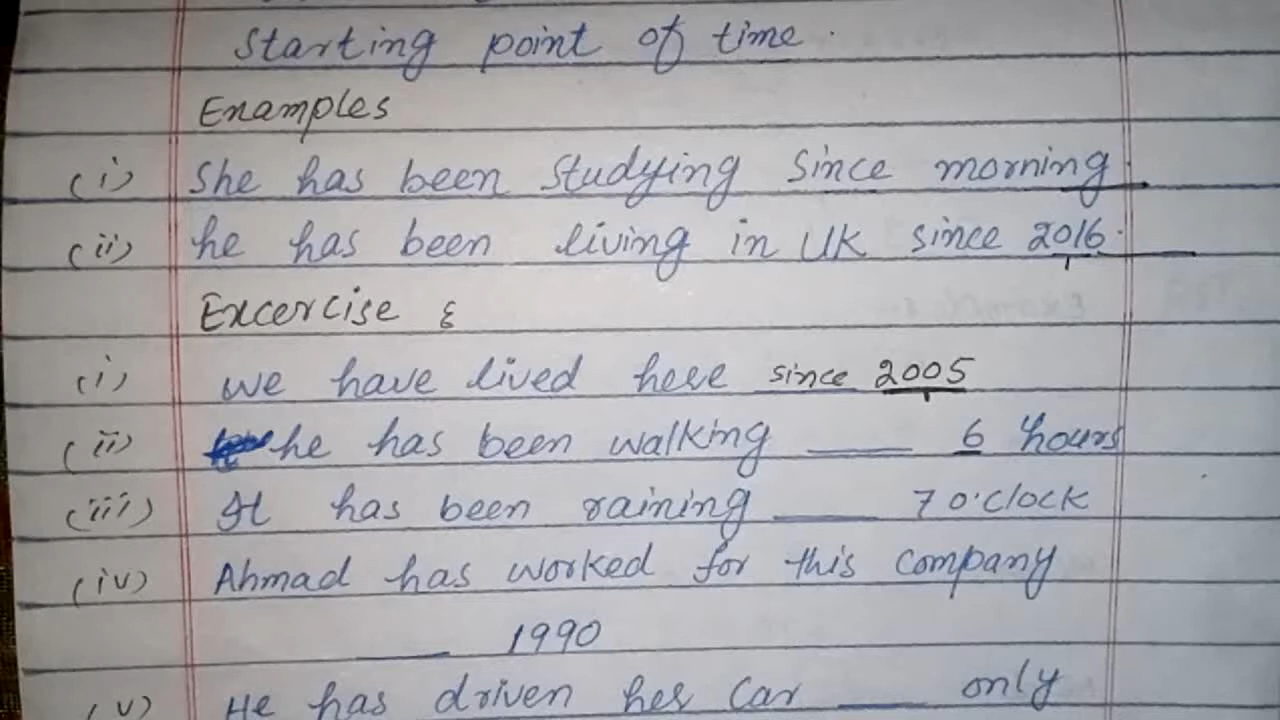 Starting point of time.
Examples
(i) She has been studying since morning.
(ii) he has been living in UK since 2016.
Excercise :
(i) we have lived here since 2005
(ii) he has been walking ____ 6 hours
(iii) It has been raining ____ 7 o'clock
(iv) Ahmad has worked for this company
____ 1990
(v) He has driven her car ____ only